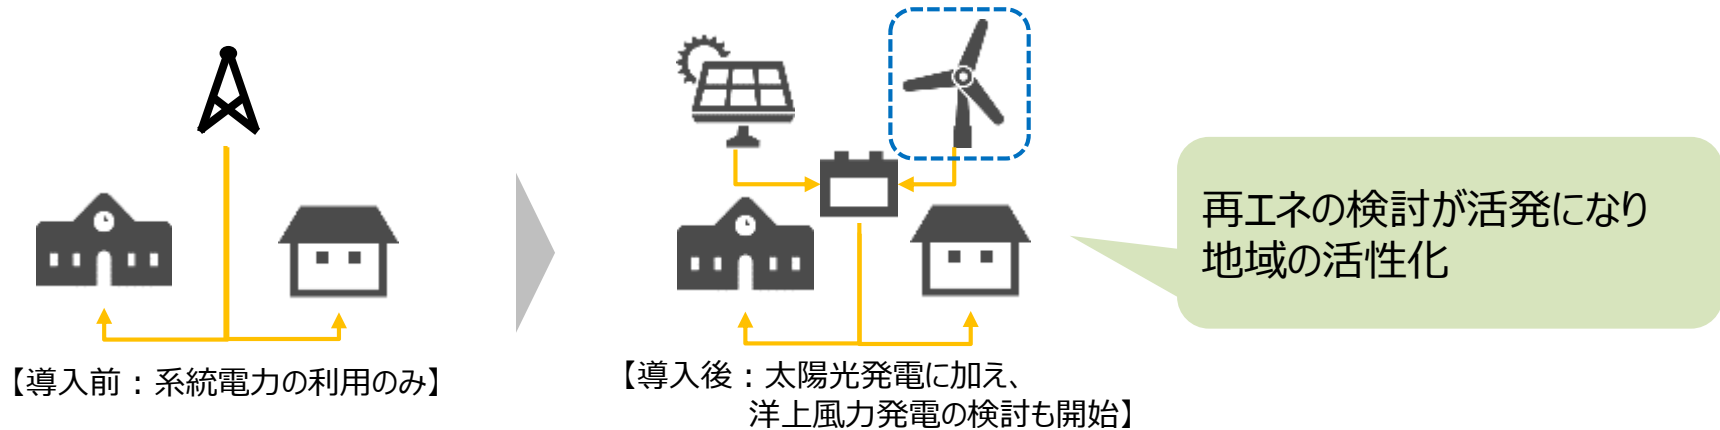 再エネの検討が活発になり
地域の活性化
【導入前：系統電力の利用のみ】
【導入後：太陽光発電に加え、
洋上風力発電の検討も開始】